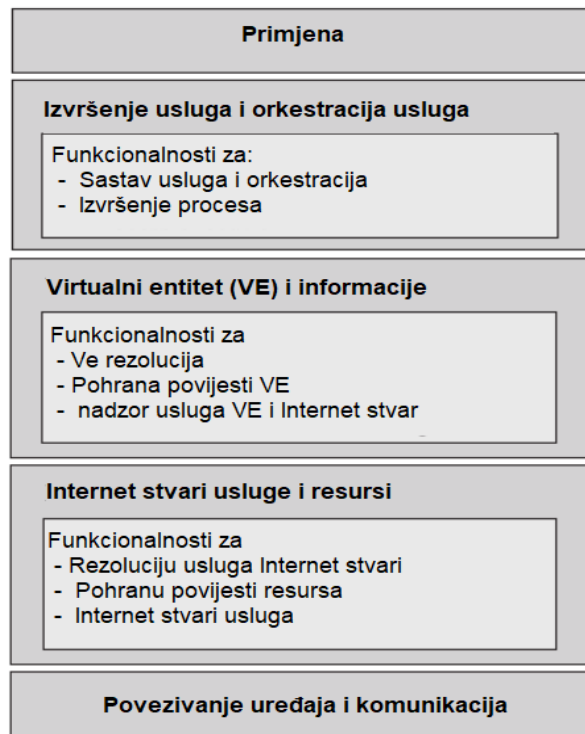 Primjena
Izvršenje usluga i orkestracija usluga
Funkcionalnosti za:
- Sastav usluga i orkestracija
- Izvršenje procesa
Virtualni entitet (VE) i informacije
Funkcionalnosti za
- Ve rezolucija
- Pohrana povijesti VE
- nadzor usluga VE i Internet stvar
Internet stvari usluge i resursi
Funkcionalnosti za
- Rezoluciju usluga Internet stvari
- Pohranu povijesti resursa
- Internet stvari usluga
Povezivanje uređaja i komunikacija